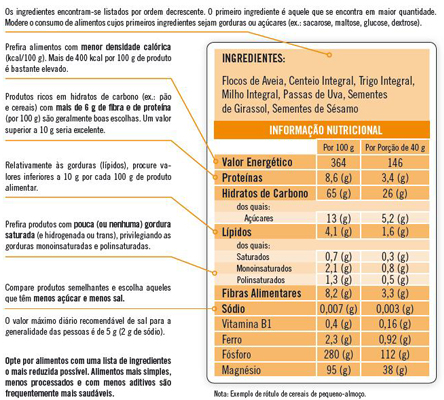 Os ingredientes encontram-se listados por ordem decrescente. O primeiro ingrediente é aquele que se encontra em maior quantidade.
Modere o consumo de alimentos cujos primeiros ingredientes sejam gorduras ou açúcares (ex.: sacarose, maltose, glucose, dextrose).
Prefira alimentos com menor densidade calórica
(kcal/100 g). Mais de 400 kcal por 100 g de produto
é bastante elevado.
Produtos ricos em hidratos de carbono (ex.: pão
e cereais) com mais de 6 g de fibra e de proteína
(por 100 g) são geralmente boas escolhas. Um valor
superior a 10 g seria excelente.
Relativamente às gorduras (lípidos), procure va-
lores inferiores a 10 g por cada 100 g de produto
alimentar.
Prefira produtos com pouca (ou nenhuma) gordura
saturada (e hidrogenada ou trans), privilegiando as
gorduras monoinsaturadas e polinsaturadas.
Compare produtos semelhantes e escolha aqueles
que têm menos açúcar e menos sal.
O valor máximo diário recomendável de sal para a
generalidade das pessoas é de 5 g (2 g de sódio).
Opte por alimentos com uma lista de ingredientes
o mais reduzida possível. Alimentos mais simples,
menos processados e com menos aditivos são
frequentemente mais saudáveis.
INGREDIENTES:
Flocos de Aveia, Centeio Integral, Trigo Integral,
Milho Integral, Passas de Uva, Sementes
de Girassol, Sementes de Sésamo
INFORMAÇÃO NUTRICIONAL
Por 100 g Por Porção de 40 g
Valor Energético 364 146
Proteínas 8,6 (g) 3,4 (g)
Hidratos de Carbono 65 (g) 26 (g)
dos quais:
Açúcares 13 (g) 5,2 (g)
Lípidos 4,1 (g) 1,6 (g)
dos quais:
Saturados 0,7 (g) 0,3 (g)
Monoinsaturados 2,1 (g) 0,8 (g)
Polinsaturados 1,3 (g) 0,5 (g)
Fibras Alimentares 8,2 (g) 3,3 (g)
Sódio 0,007 (g) 0,003 (g)
Vitamina B1 0,4 (g) 0,16 (g)
Ferro 2,3 (g) 0,92 (g)
Fósforo 280 (g) 112 (g)
Magnésio 95 (g) 38 (g)
Nota: Exemplo de rótulo de cereais de pequeno-almoço.